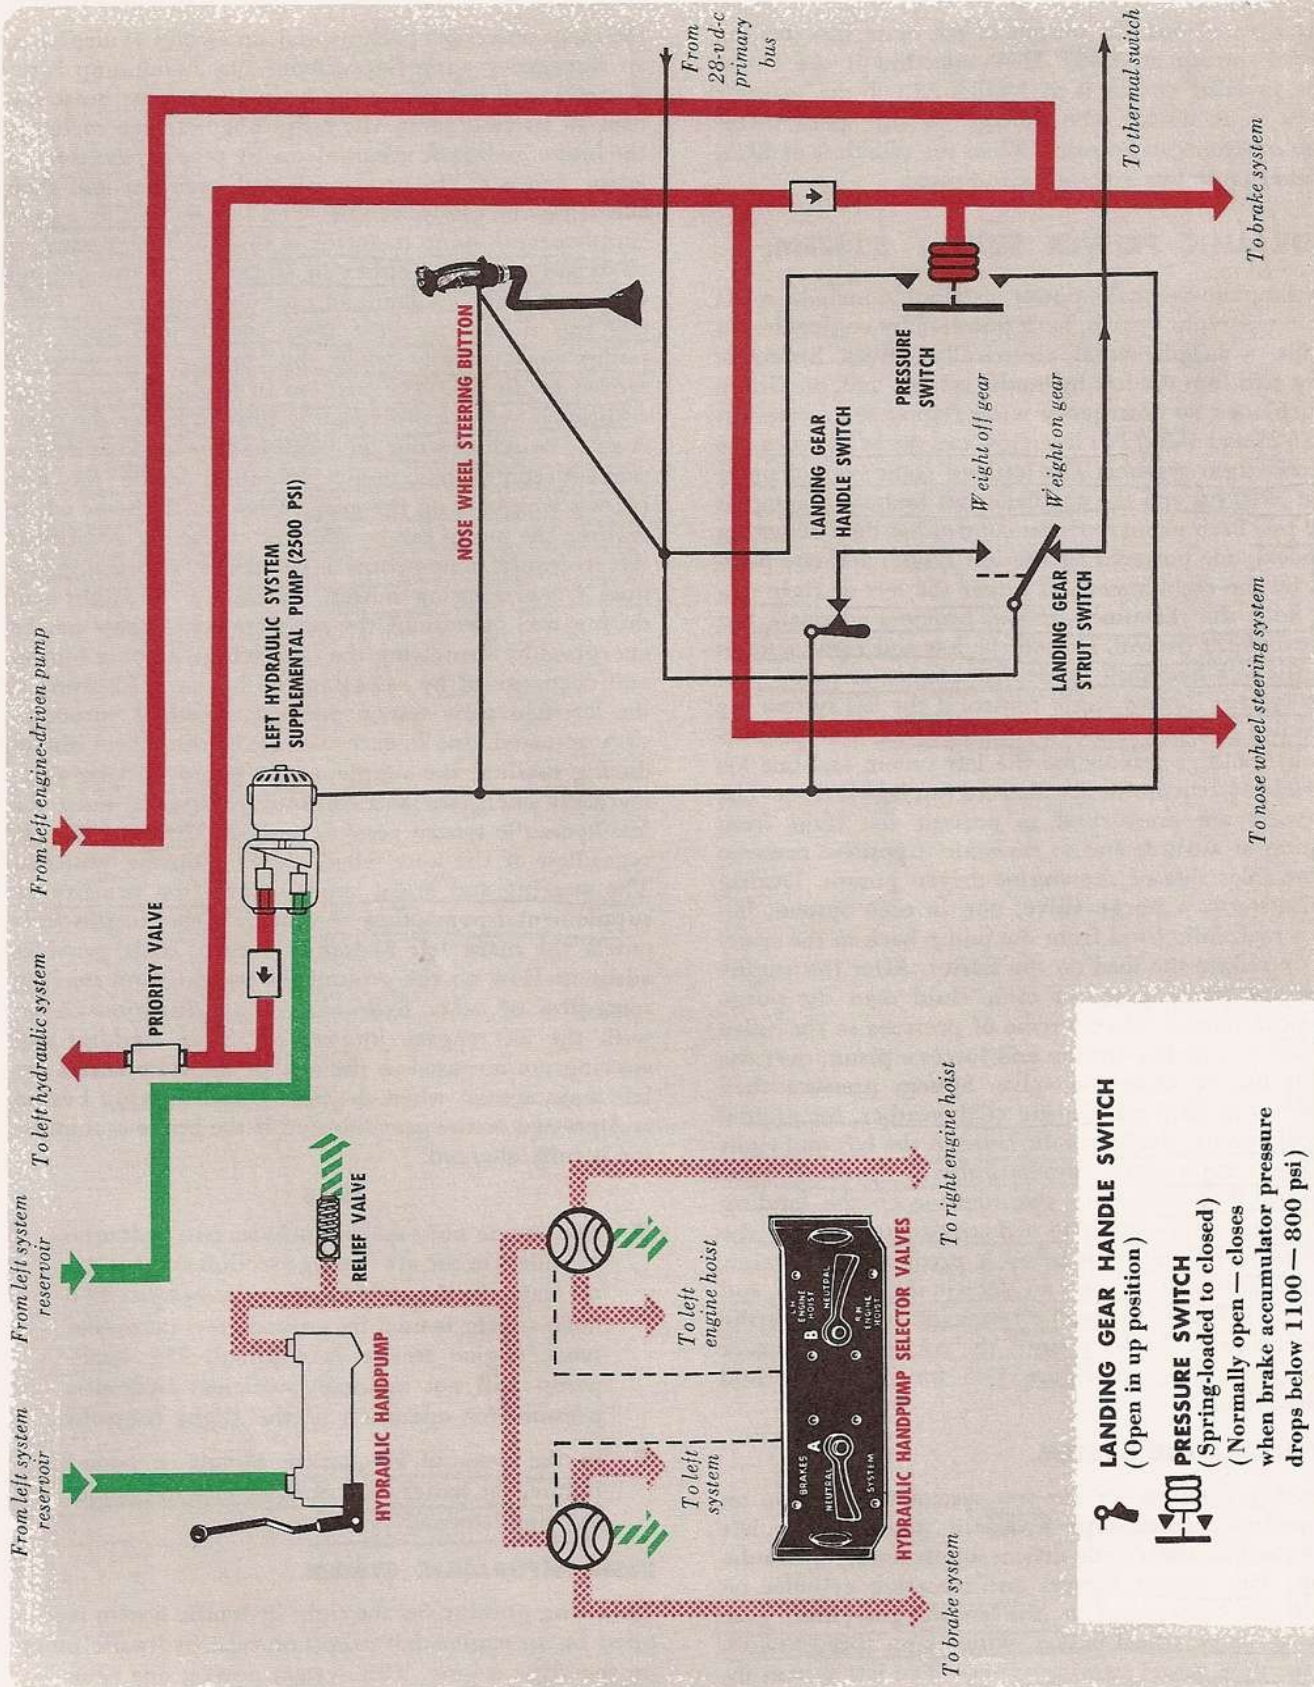 From left system
reservoir
From left system
reservoir
To left hydraulic system
From left engine-driven pump
PRIORITY VALVE
LEFT HYDRAULIC SYSTEM
SUPPLEMENTAL PUMP (2500 PSI)
RELIEF VALVE
HYDRAULIC HANDPUMP
NOSE WHEEL STEERING BUTTON
From
28-v d-c
primary
bus
To left
system
To left
engine hoist
LANDING GEAR
HANDLE SWITCH
PRESSURE
SWITCH
BRAKES
NEUTRAL
A
SYSTEM
B
L.H.
ENGINE
HOIST
NEUTRAL
R.H.
ENGINE
HOIST
HYDRAULIC HANDPUMP SELECTOR VALVES
Weight off gear
Weight on gear
LANDING GEAR
STRUT SWITCH
To brake system
To right engine hoist
To thermal switch
To nose wheel steering system
To brake system
LANDING GEAR HANDLE SWITCH
(Open in up position)
PRESSURE SWITCH
(Spring-loaded to closed)
(Normally open — closes
when brake accumulator pressure
drops below 1100 — 800 psi)